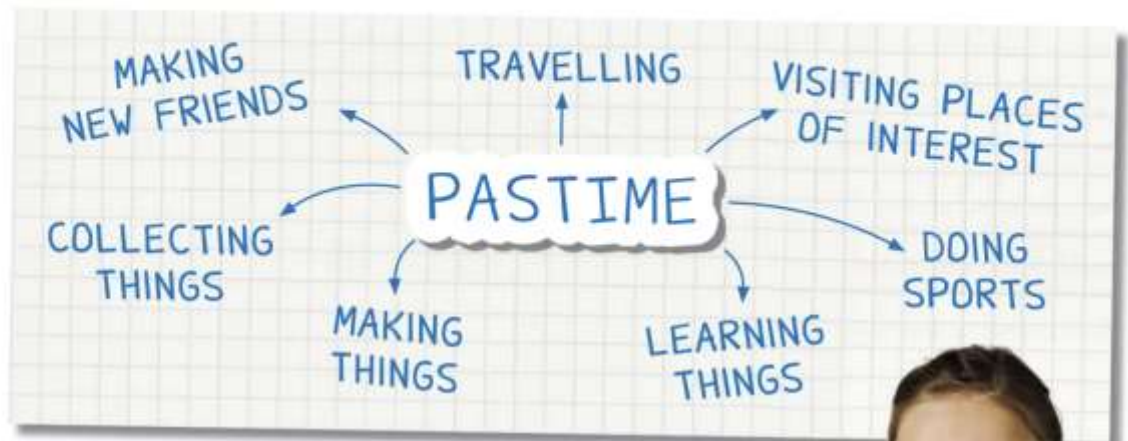 MAKING
NEW FRIENDS
TRAVELLING
VISITING PLACES
OF INTEREST
PASTIME
COLLECTING
THINGS
DOING
SPORTS
MAKING
THINGS
LEARNING
THINGS